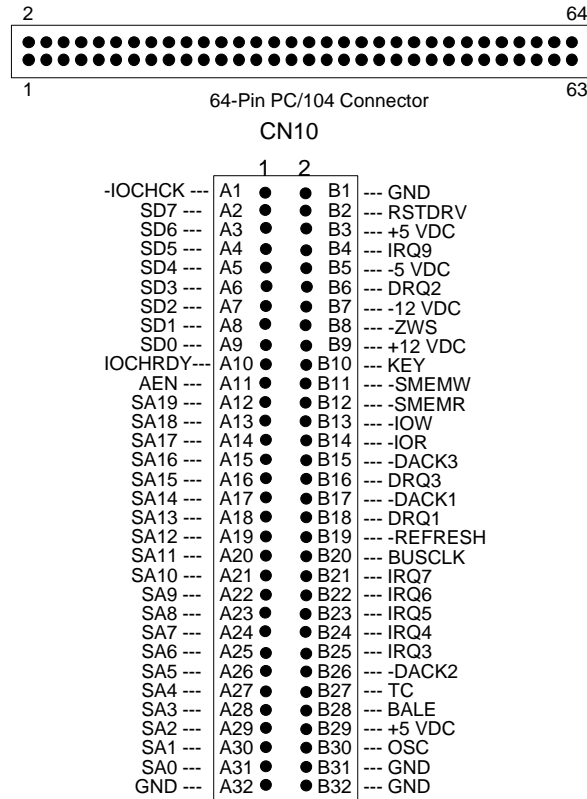 2 64
1 63
64-Pin PC/104 Connector
CN10
1 2
-IOCHCK --- A1 B1 --- GND
SD7 --- A2 B2 --- RSTDRV
SD6 --- A3 B3 --- +5 VDC
SD5 --- A4 B4 --- IRQ9
SD4 --- A5 B5 --- -5 VDC
SD3 --- A6 B6 --- DRQ2
SD2 --- A7 B7 --- -12 VDC
SD1 --- A8 B8 --- -ZWS
SD0 --- A9 B9 --- +12 VDC
IOCHRDY--- A10 B10 --- KEY
AEN --- A11 B11 --- -SMEMW
SA19 --- A12 B12 --- -SMEMR
SA18 --- A13 B13 --- -IOW
SA17 --- A14 B14 --- -IOR
SA16 --- A15 B15 --- -DACK3
SA15 --- A16 B16 --- DRQ3
SA14 --- A17 B17 --- -DACK1
SA13 --- A18 B18 --- DRQ1
SA12 --- A19 B19 --- -REFRESH
SA11 --- A20 B20 --- BUSCLK
SA10 --- A21 B21 --- IRQ7
SA9 --- A22 B22 --- IRQ6
SA8 --- A23 B23 --- IRQ5
SA7 --- A24 B24 --- IRQ4
SA6 --- A25 B25 --- IRQ3
SA5 --- A26 B26 --- -DACK2
SA4 --- A27 B27 --- TC
SA3 --- A28 B28 --- BALE
SA2 --- A29 B29 --- +5 VDC
SA1 --- A30 B30 --- OSC
SA0 --- A31 B31 --- GND
GND --- A32 B32 --- GND